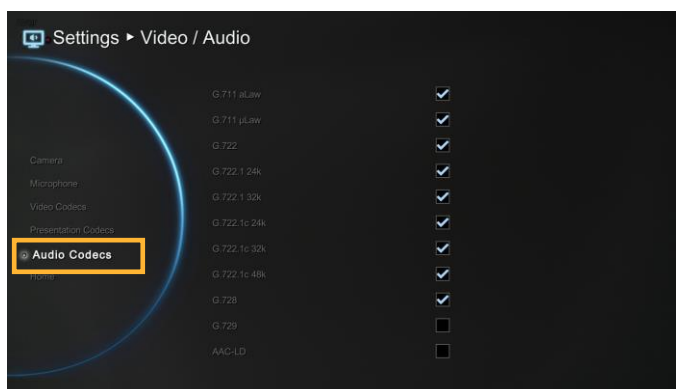 Settings ▸ Video / Audio
Camera
Microphone
Video Codecs
Presentation Codecs
Audio Codecs
Home
G.711 aLaw
G.711 µLaw
G.722
G.722.1 24k
G.722.1 32k
G.722.1c 24k
G.722.1c 32k
G.722.1c 48k
G.728
G.729
AAC-LD